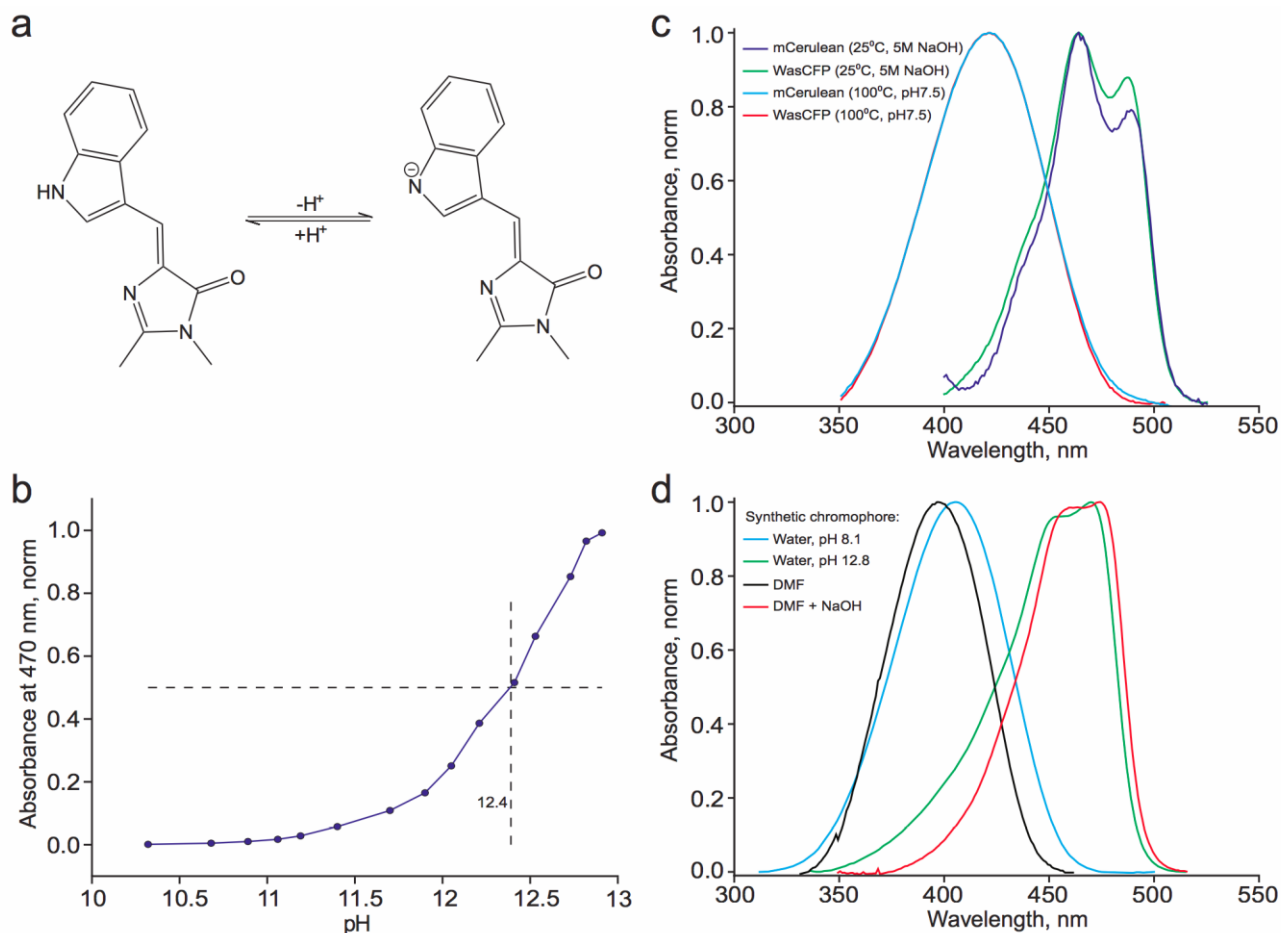 a
HN
N
N
O
-H⁺
+H⁺
⊖
N
N
N
O
b
Absorbance at 470 nm, norm
1.0
0.8
0.6
0.4
0.2
0.0
12.4
10 10.5 11 11.5 12 12.5 13
pH
c
mCerulean (25⁰C, 5M NaOH)
WasCFP (25⁰C, 5M NaOH)
mCerulean (100⁰C, pH7.5)
WasCFP (100⁰C, pH7.5)
Absorbance, norm
1.0
0.8
0.6
0.4
0.2
0.0
300 350 400 450 500 550
Wavelength, nm
d
Synthetic chromophore:
Water, pH 8.1
Water, pH 12.8
DMF
DMF + NaOH
Absorbance, norm
1.0
0.8
0.6
0.4
0.2
0.0
300 350 400 450 500 550
Wavelength, nm